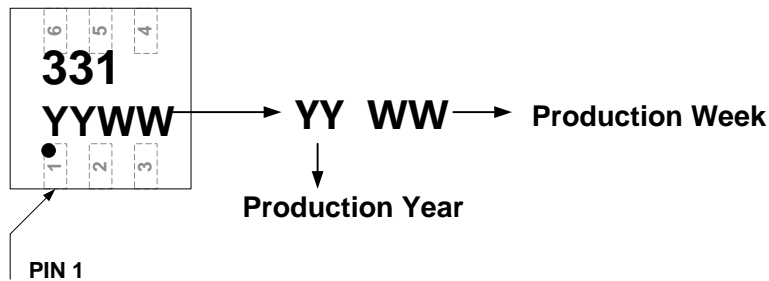 6 5 4
331
YYWW
YY WW
Production Week
1 2 3
Production Year
PIN 1